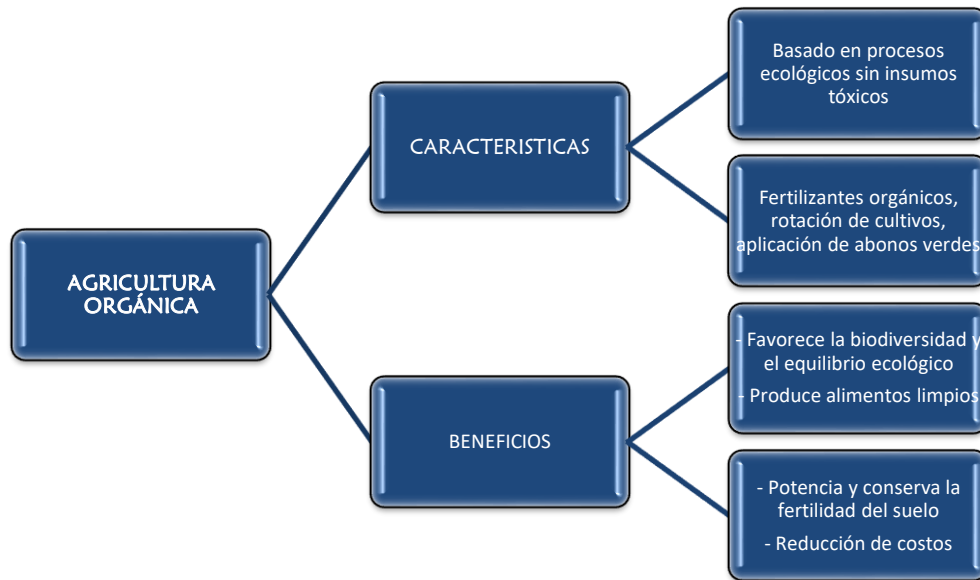 AGRICULTURA
ORGÁNICA
CARACTERISTICAS
Basado en procesos
ecológicos sin insumos
tóxicos
Fertilizantes orgánicos,
rotación de cultivos,
aplicación de abonos verdes
BENEFICIOS
- Favorece la biodiversidad y
el equilibrio ecológico
- Produce alimentos limpios
- Potencia y conserva la
fertilidad del suelo
- Reducción de costos